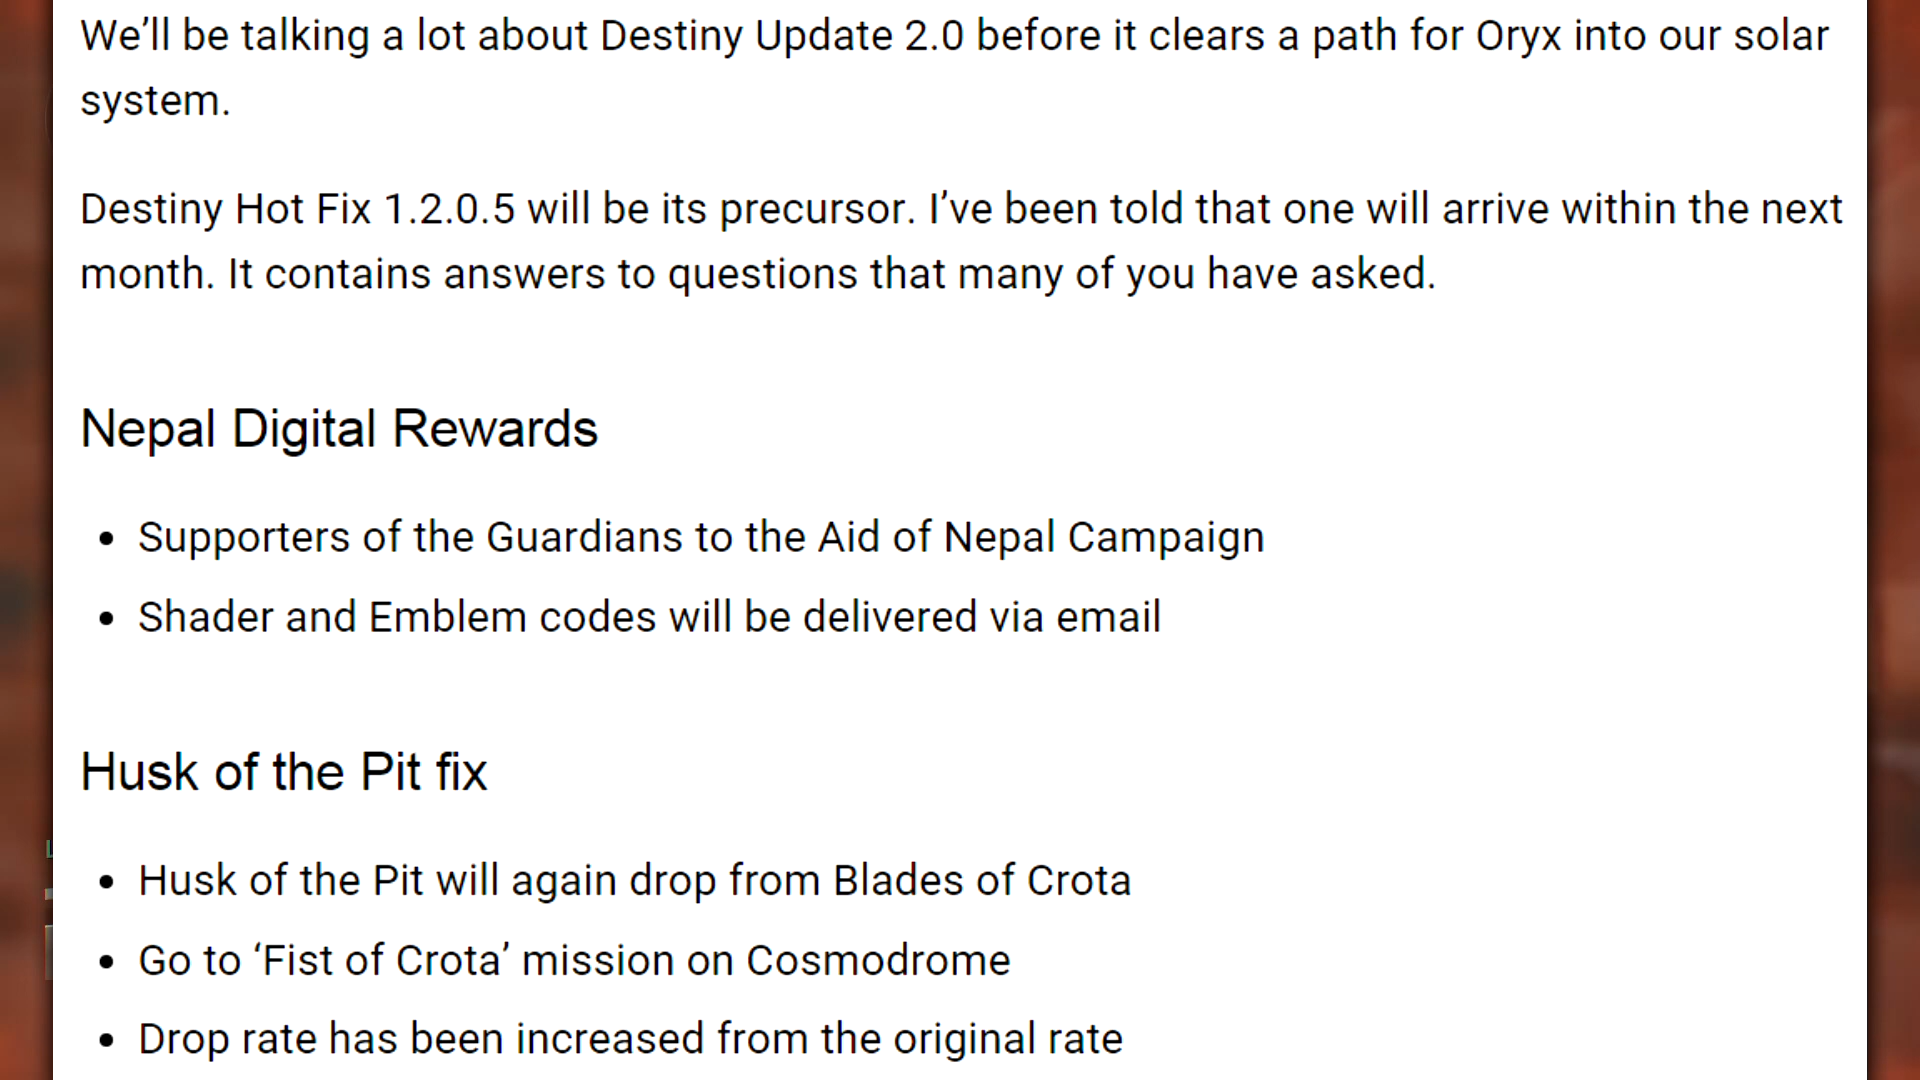 We’ll be talking a lot about Destiny Update 2.0 before it clears a path for Oryx into our solar
system.
Destiny Hot Fix 1.2.0.5 will be its precursor. I’ve been told that one will arrive within the next
month. It contains answers to questions that many of you have asked.
Nepal Digital Rewards
• Supporters of the Guardians to the Aid of Nepal Campaign
• Shader and Emblem codes will be delivered via email
Husk of the Pit fix
• Husk of the Pit will again drop from Blades of Crota
• Go to ‘Fist of Crota’ mission on Cosmodrome
• Drop rate has been increased from the original rate